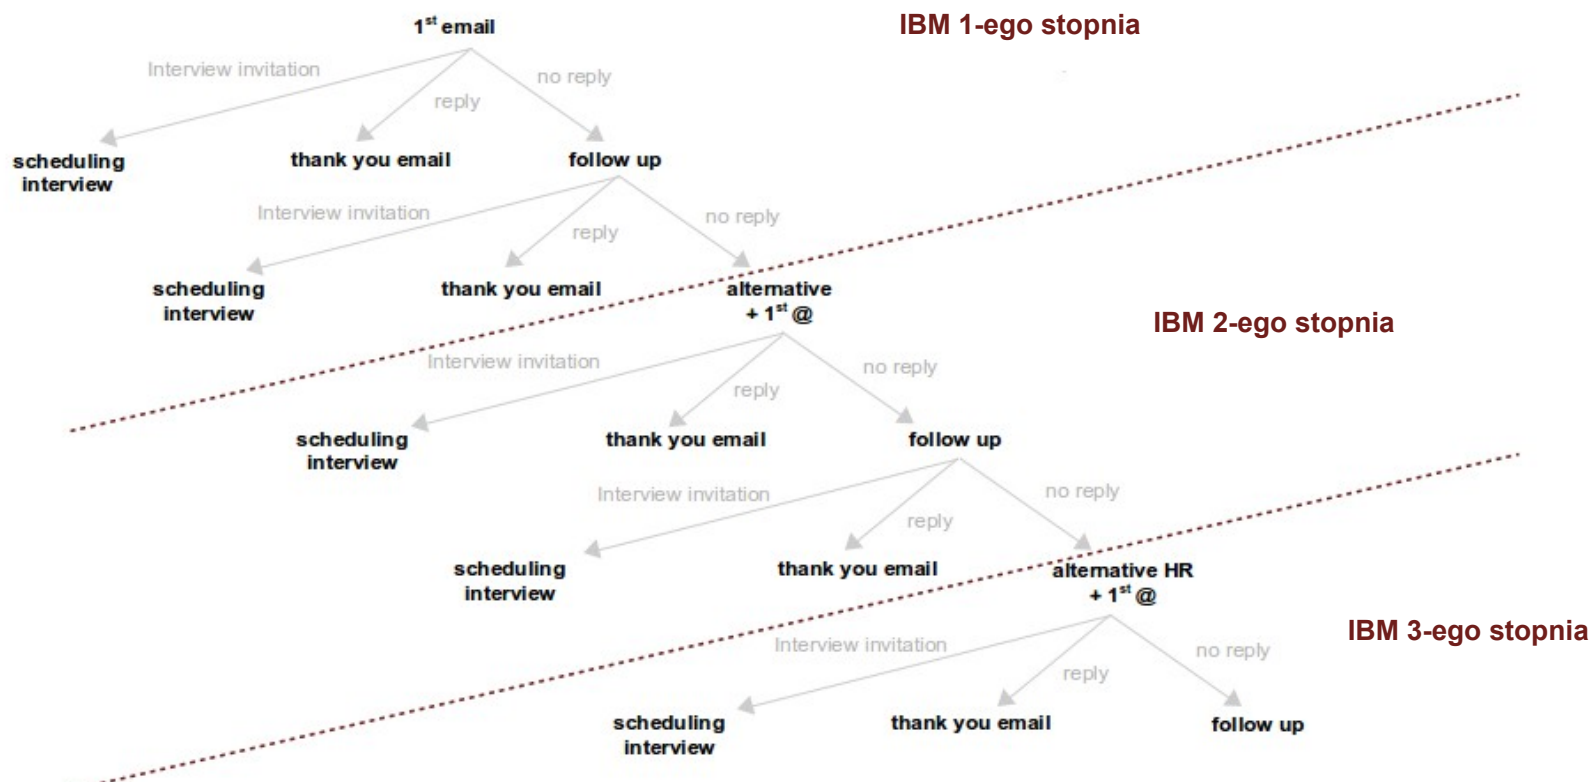 1st email
IBM 1-ego stopnia
Interview invitation
reply
no reply
scheduling
interview
thank you email
follow up
Interview invitation
reply
no reply
scheduling
interview
thank you email
alternative
+ 1st @
IBM 2-ego stopnia
Interview invitation
reply
no reply
scheduling
interview
thank you email
follow up
Interview invitation
reply
no reply
scheduling
interview
thank you email
alternative HR
+ 1st @
IBM 3-ego stopnia
Interview invitation
reply
no reply
scheduling
interview
thank you email
follow up